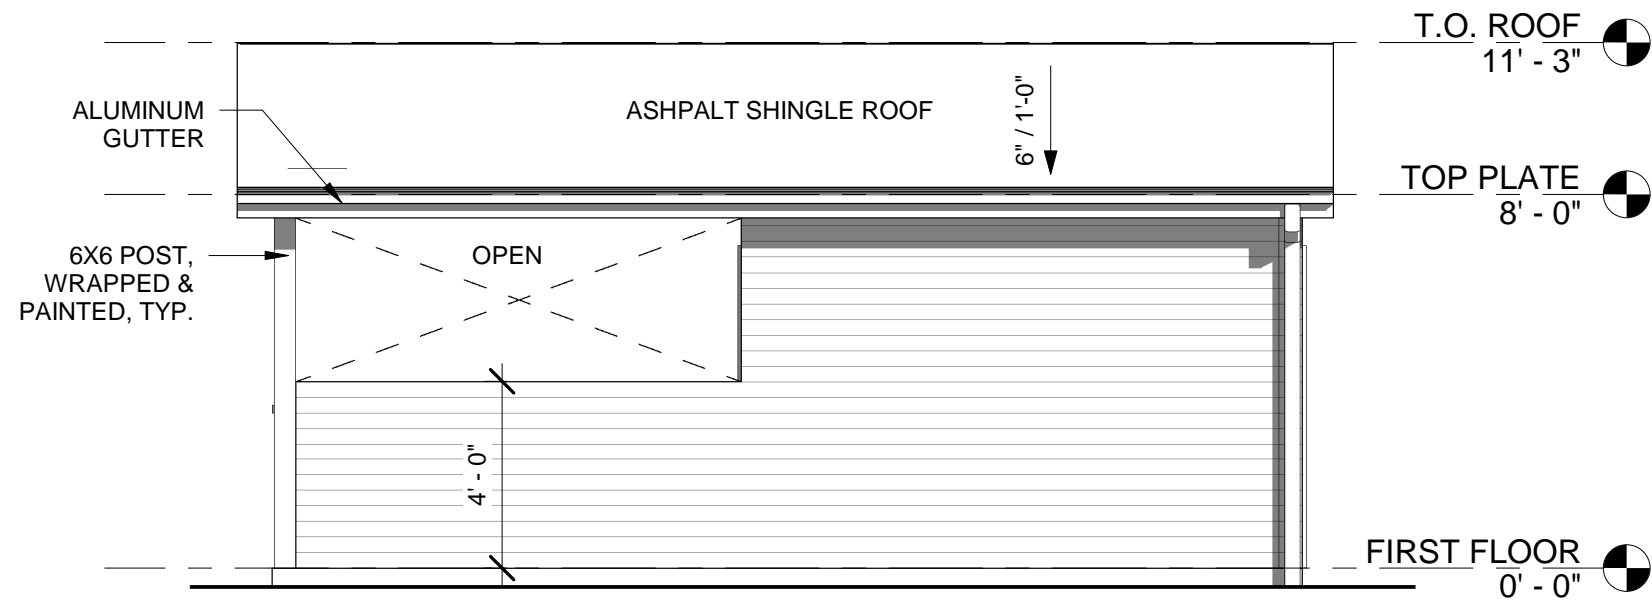 T.O. ROOF
11' - 3"
ALUMINUM
GUTTER
ASHPALT SHINGLE ROOF
6" / 1'-0"
TOP PLATE
8' - 0"
6X6 POST,
WRAPPED &
PAINTED, TYP.
OPEN
4' - 0"
FIRST FLOOR
0' - 0"